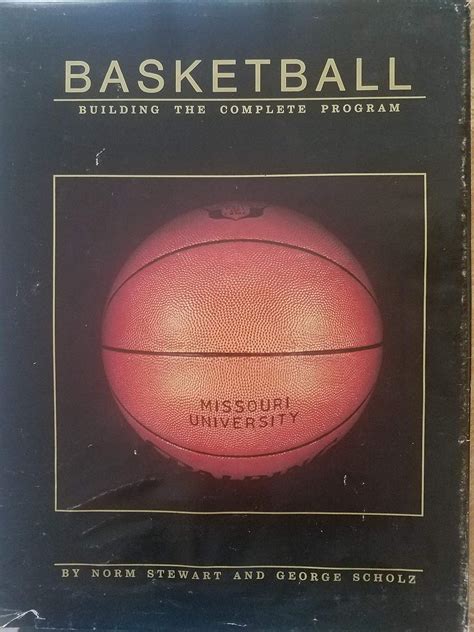 BASKETBALL
BUILDING THE COMPLETE PROGRAM
MISSOURI
UNIVERSITY
BY NORM STEWART AND GEORGE SCHOLZ